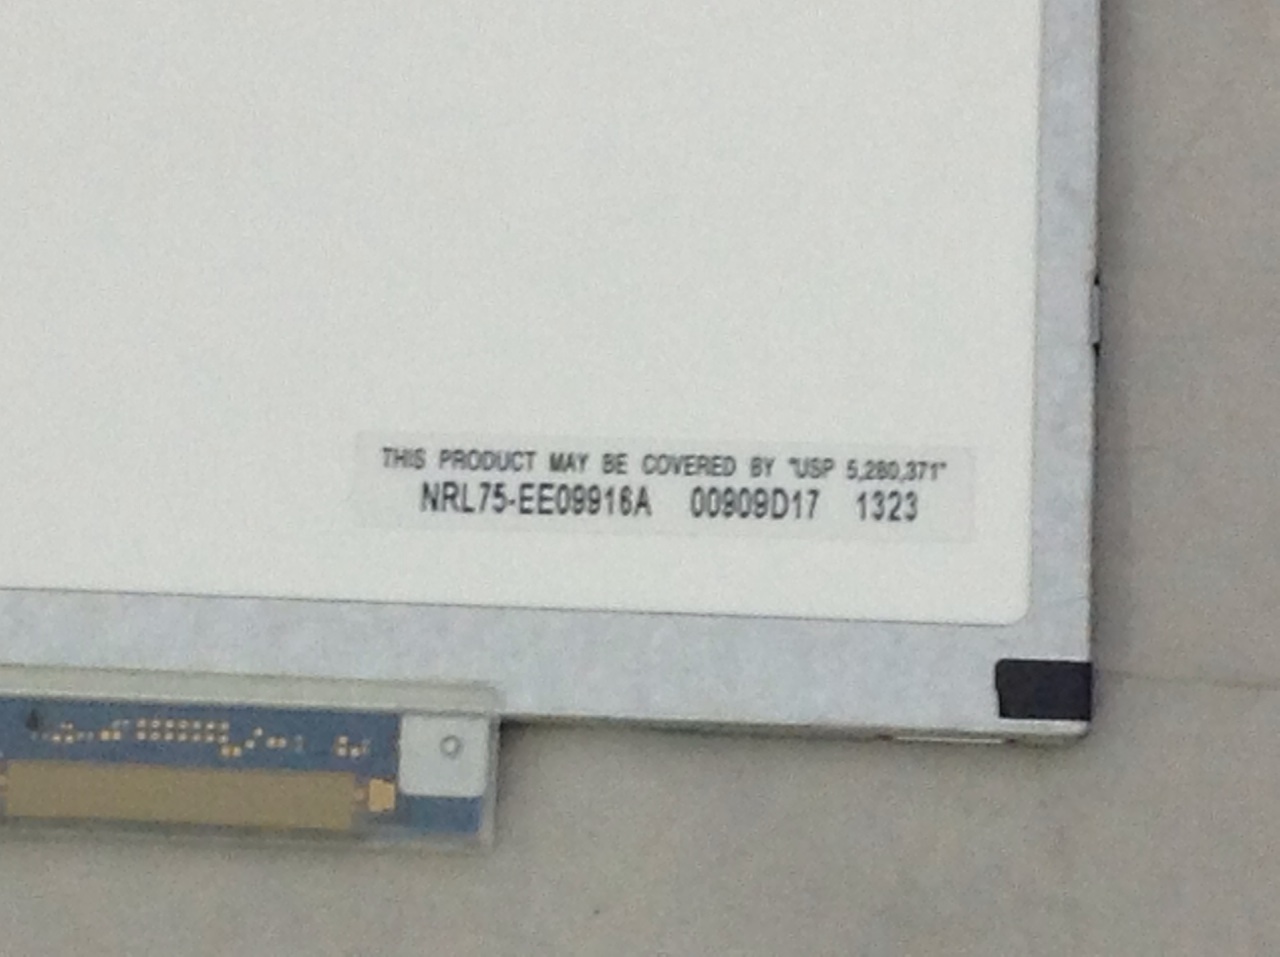 THIS PRODUCT MAY BE COVERED BY "USP 5,280,371"
NRL75-EE09916A 00909D17 1323